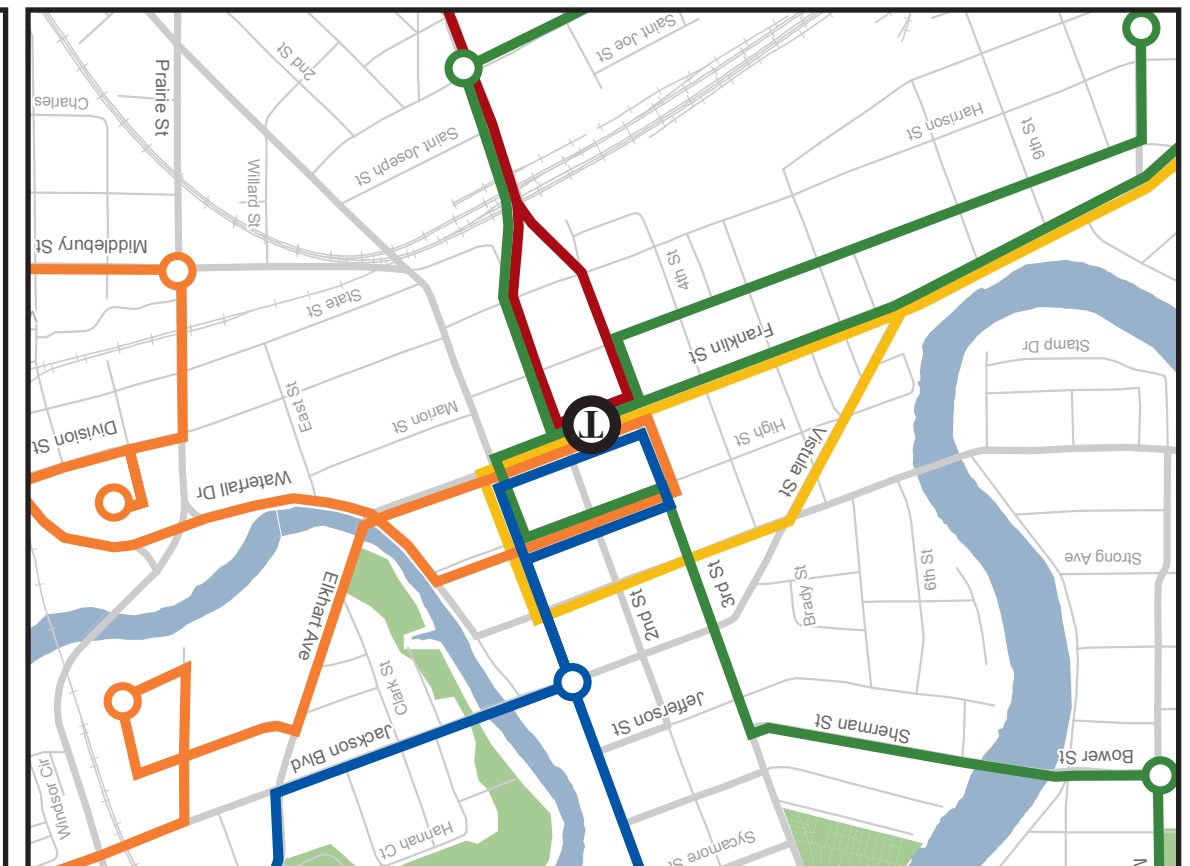 Saint Joe St
2nd St
Prairie St
Charles
Harrison St
9th St
Saint Joseph St
Willard St
Middlebury St
4th St
State St
Franklin St
Stamp Dr
East St
Marion St
T
High St
Division St
Vistula St
Waterfall Dr
Strong Ave
6th St
3rd St
Brady St
Elkhart Ave
2nd St
Clark St
Jefferson St
Sherman St
Jackson Blvd
Bower St
Windsor Cir
Hannah Ct
Sycamore St
M